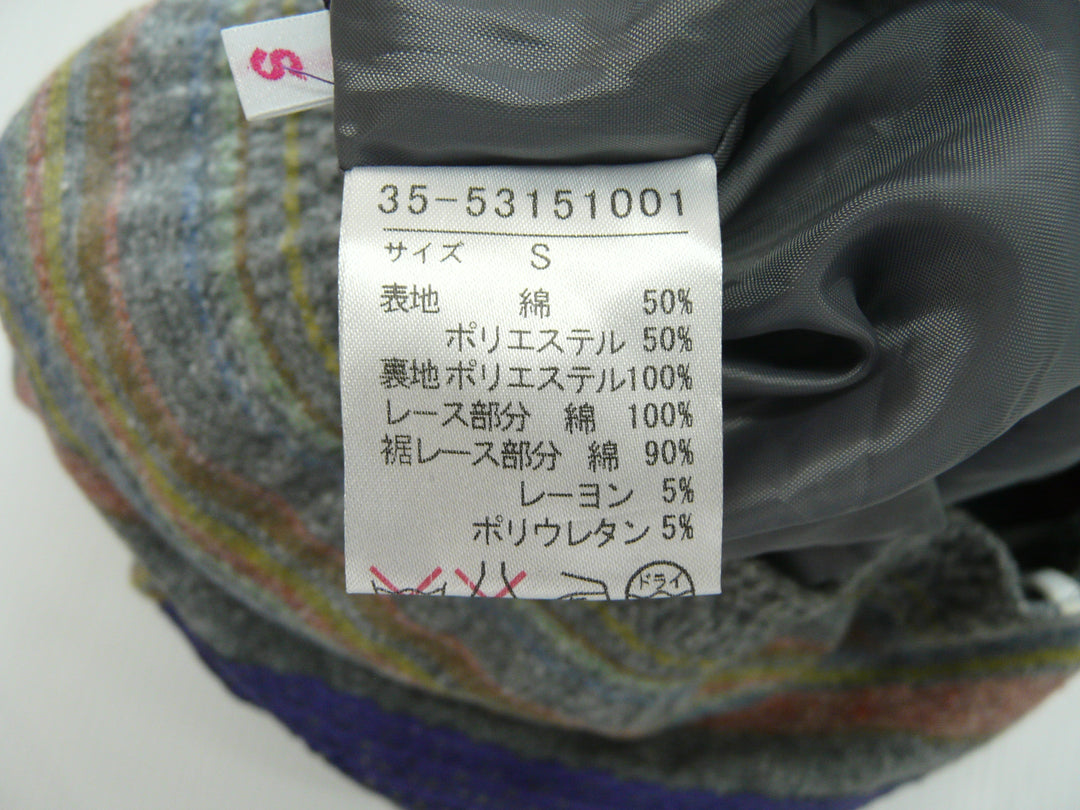 S
35-53151001
サイズ S
表地 綿 50%
ポリエステル 50%
裏地 ポリエステル100%
レース部分 綿 100%
裾レース部分 綿 90%
レーヨン 5%
ポリウレタン 5%
ドライ